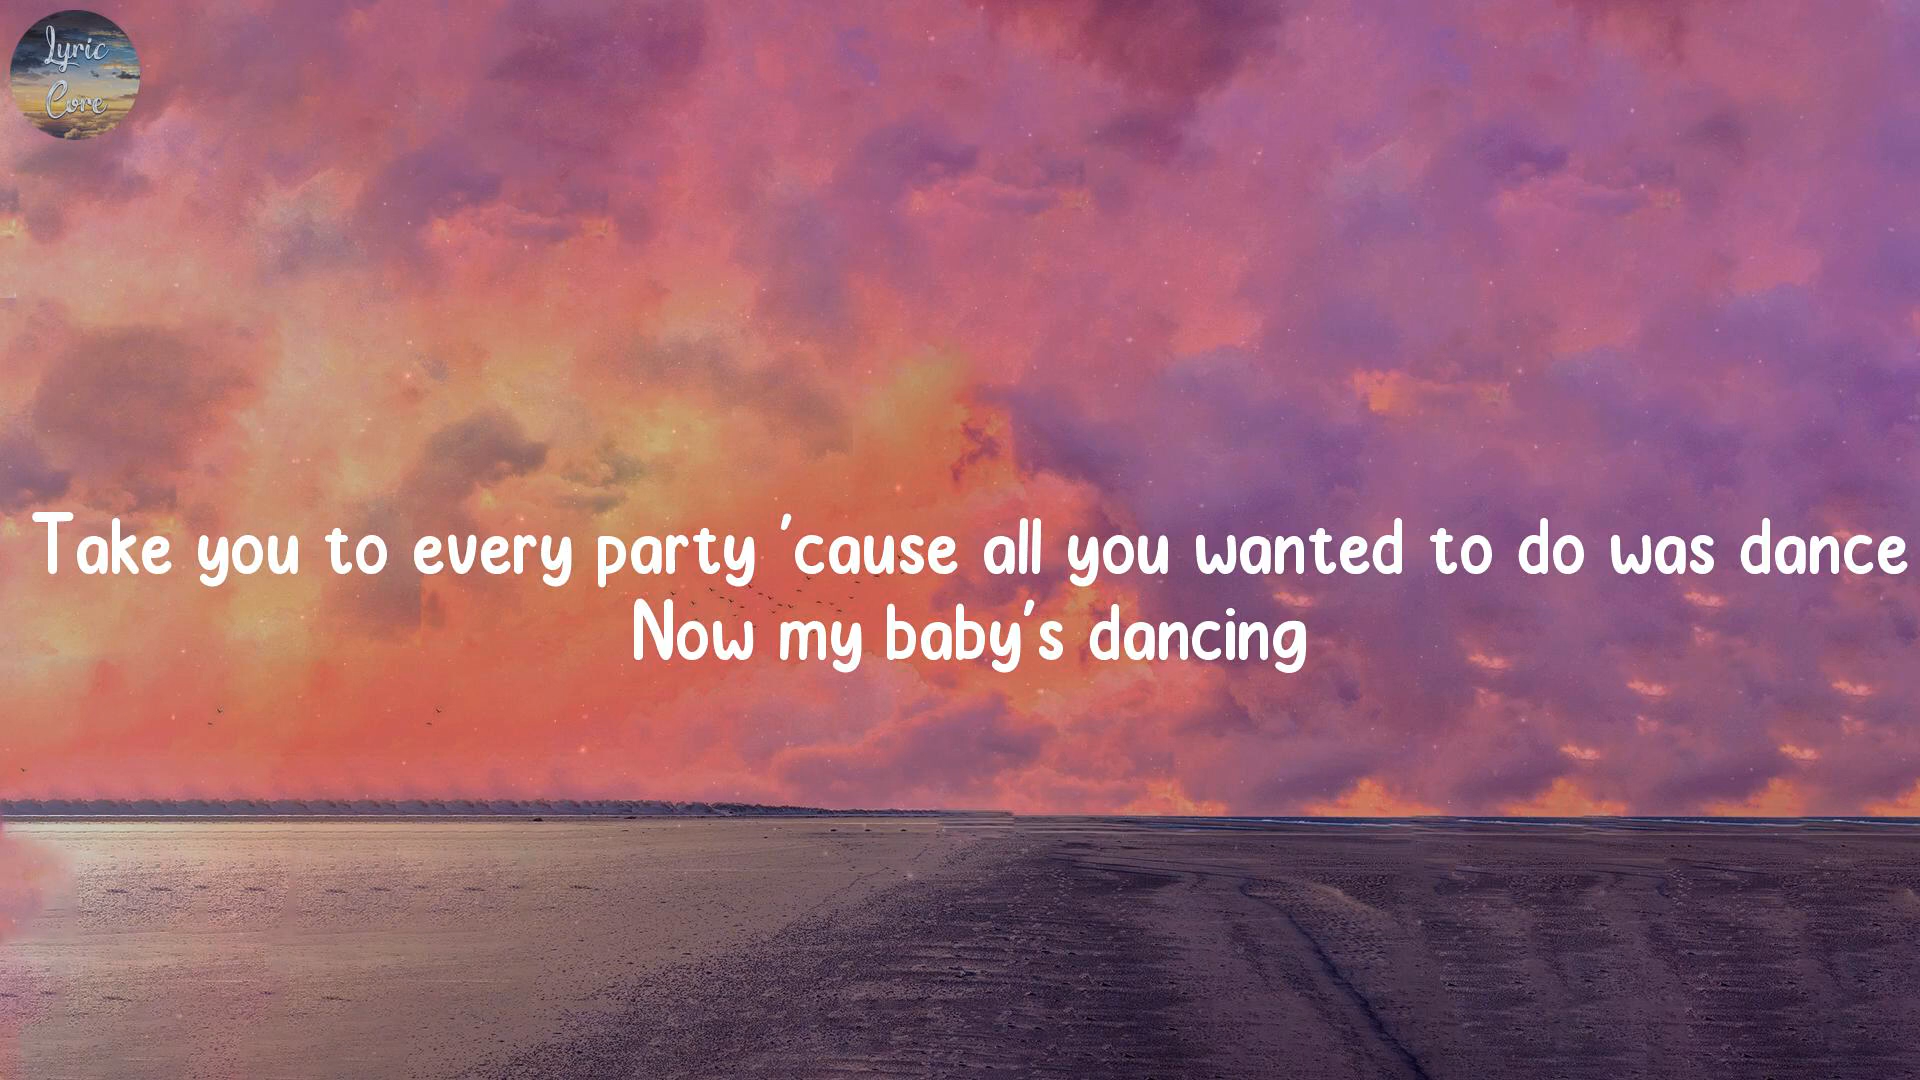 Lyric
Core
Take you to every party 'cause all you wanted to do was dance
Now my baby's dancing